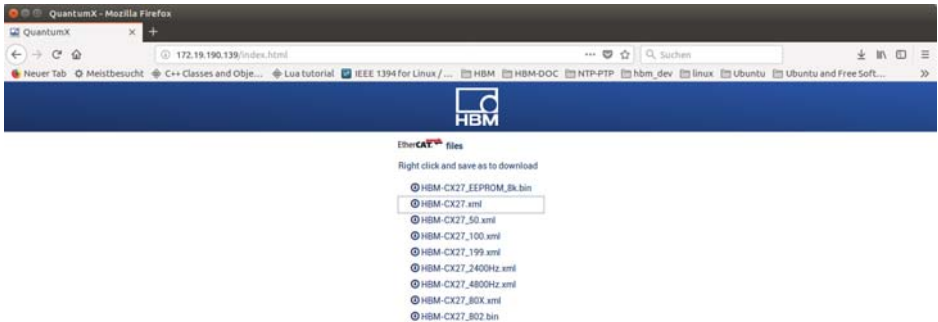 QuantumX - Mozilla Firefox
QuantumX × +
172.19.190.139/index.html ••• Suchen
Neuer Tab Meistbesucht C++ Classes and Obje... Lua tutorial IEEE 1394 for Linux /... HBM HBM-DOC NTP-PTP hbm_dev linux Ubuntu Ubuntu and Free Soft... »
HBM
EtherCAT files
Right click and save as to download
HBM-CX27_EEPROM_8k.bin
HBM-CX27.xml
HBM-CX27_50.xml
HBM-CX27_100.xml
HBM-CX27_199.xml
HBM-CX27_2400Hz.xml
HBM-CX27_4800Hz.xml
HBM-CX27_80X.xml
HBM-CX27_802.bin